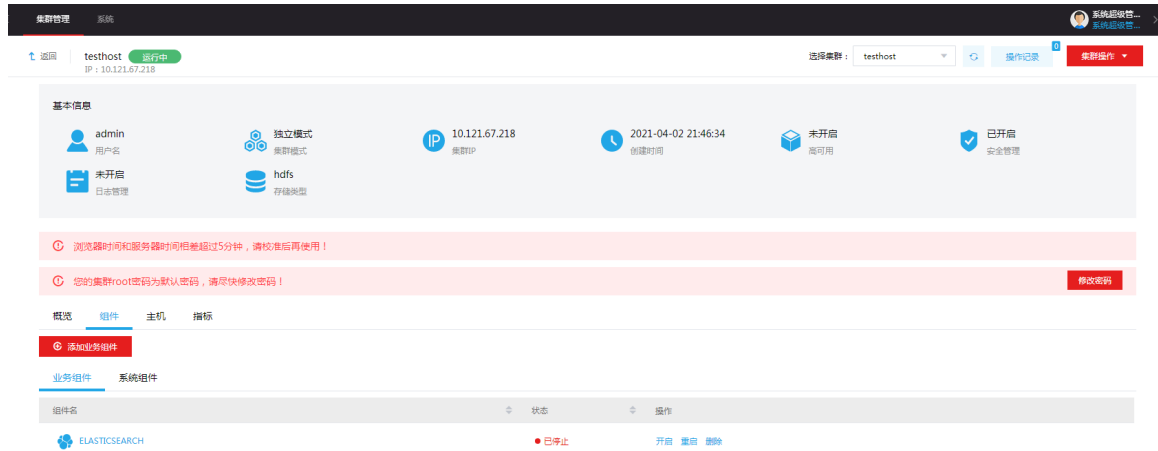 集群管理 系统 系统超级管...
系统超级管...
返回 testhost 运行中 选择集群： testhost 操作记录 0 集群操作
IP：10.121.67.218
基本信息
admin 独立模式 10.121.67.218 2021-04-02 21:46:34 未开启 已开启
用户名 集群模式 集群IP 创建时间 高可用 安全管理
未开启 hdfs
日志管理 存储类型
浏览器时间和服务器时间相差超过5分钟，请校准后再使用！
您的集群root密码为默认密码，请尽快修改密码！ 修改密码
概览 组件 主机 指标
添加业务组件
业务组件 系统组件
组件名 状态 操作
ELASTICSEARCH 已停止 开启 重启 删除